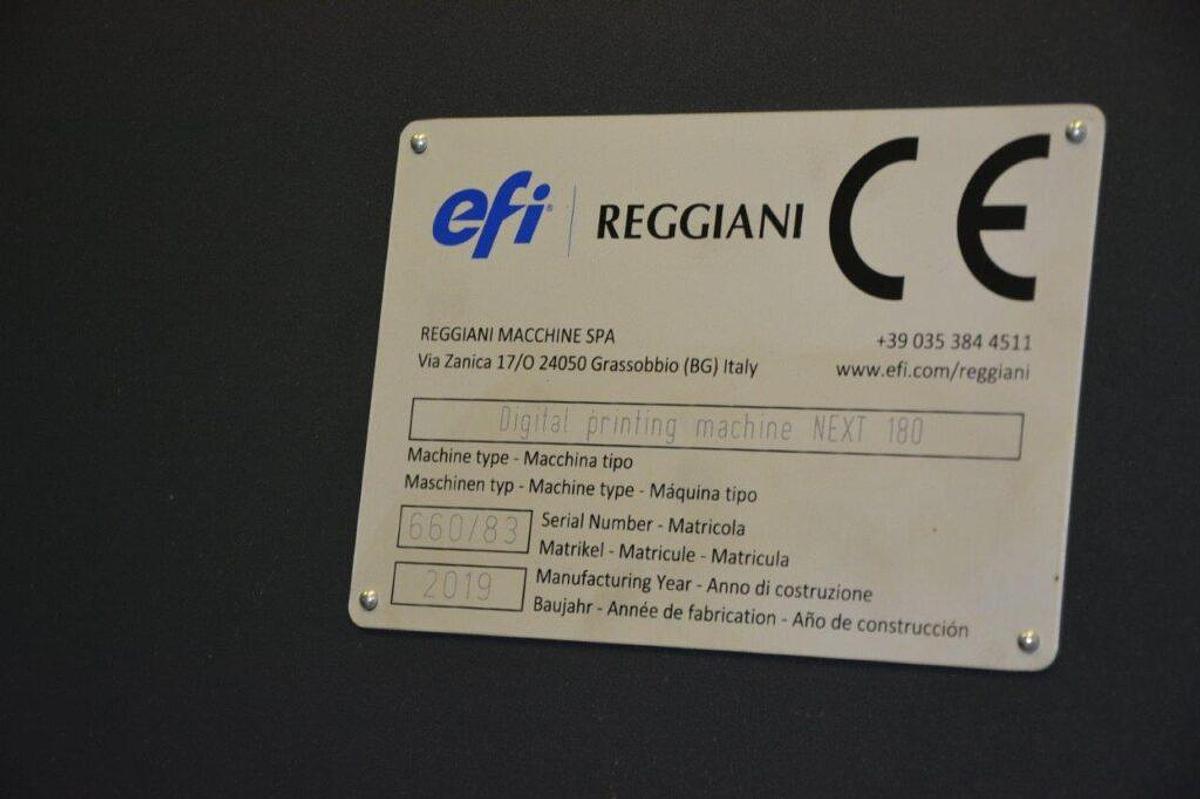 efi® REGGIANI CE
REGGIANI MACCHINE SPA +39 035 384 4511
Via Zanica 17/O 24050 Grassobbio (BG) Italy www.efi.com/reggiani
Digital printing machine NEXT 180
Machine type - Macchina tipo
Maschinen typ - Machine type - Máquina tipo
660/83 Serial Number - Matricola
Matrikel - Matricule - Matricula
2019 Manufacturing Year - Anno di costruzione
Baujahr - Année de fabrication - Año de construcción